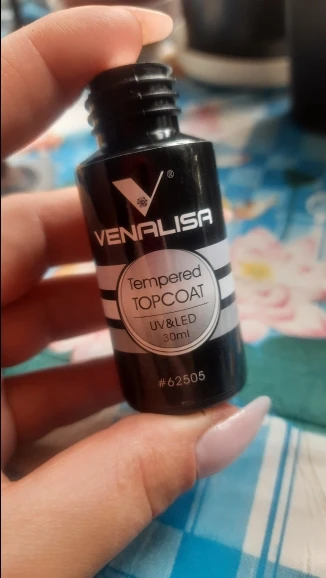 ®
VENALISA
Tempered
TOPCOAT
UV&LED
30ml
#62505